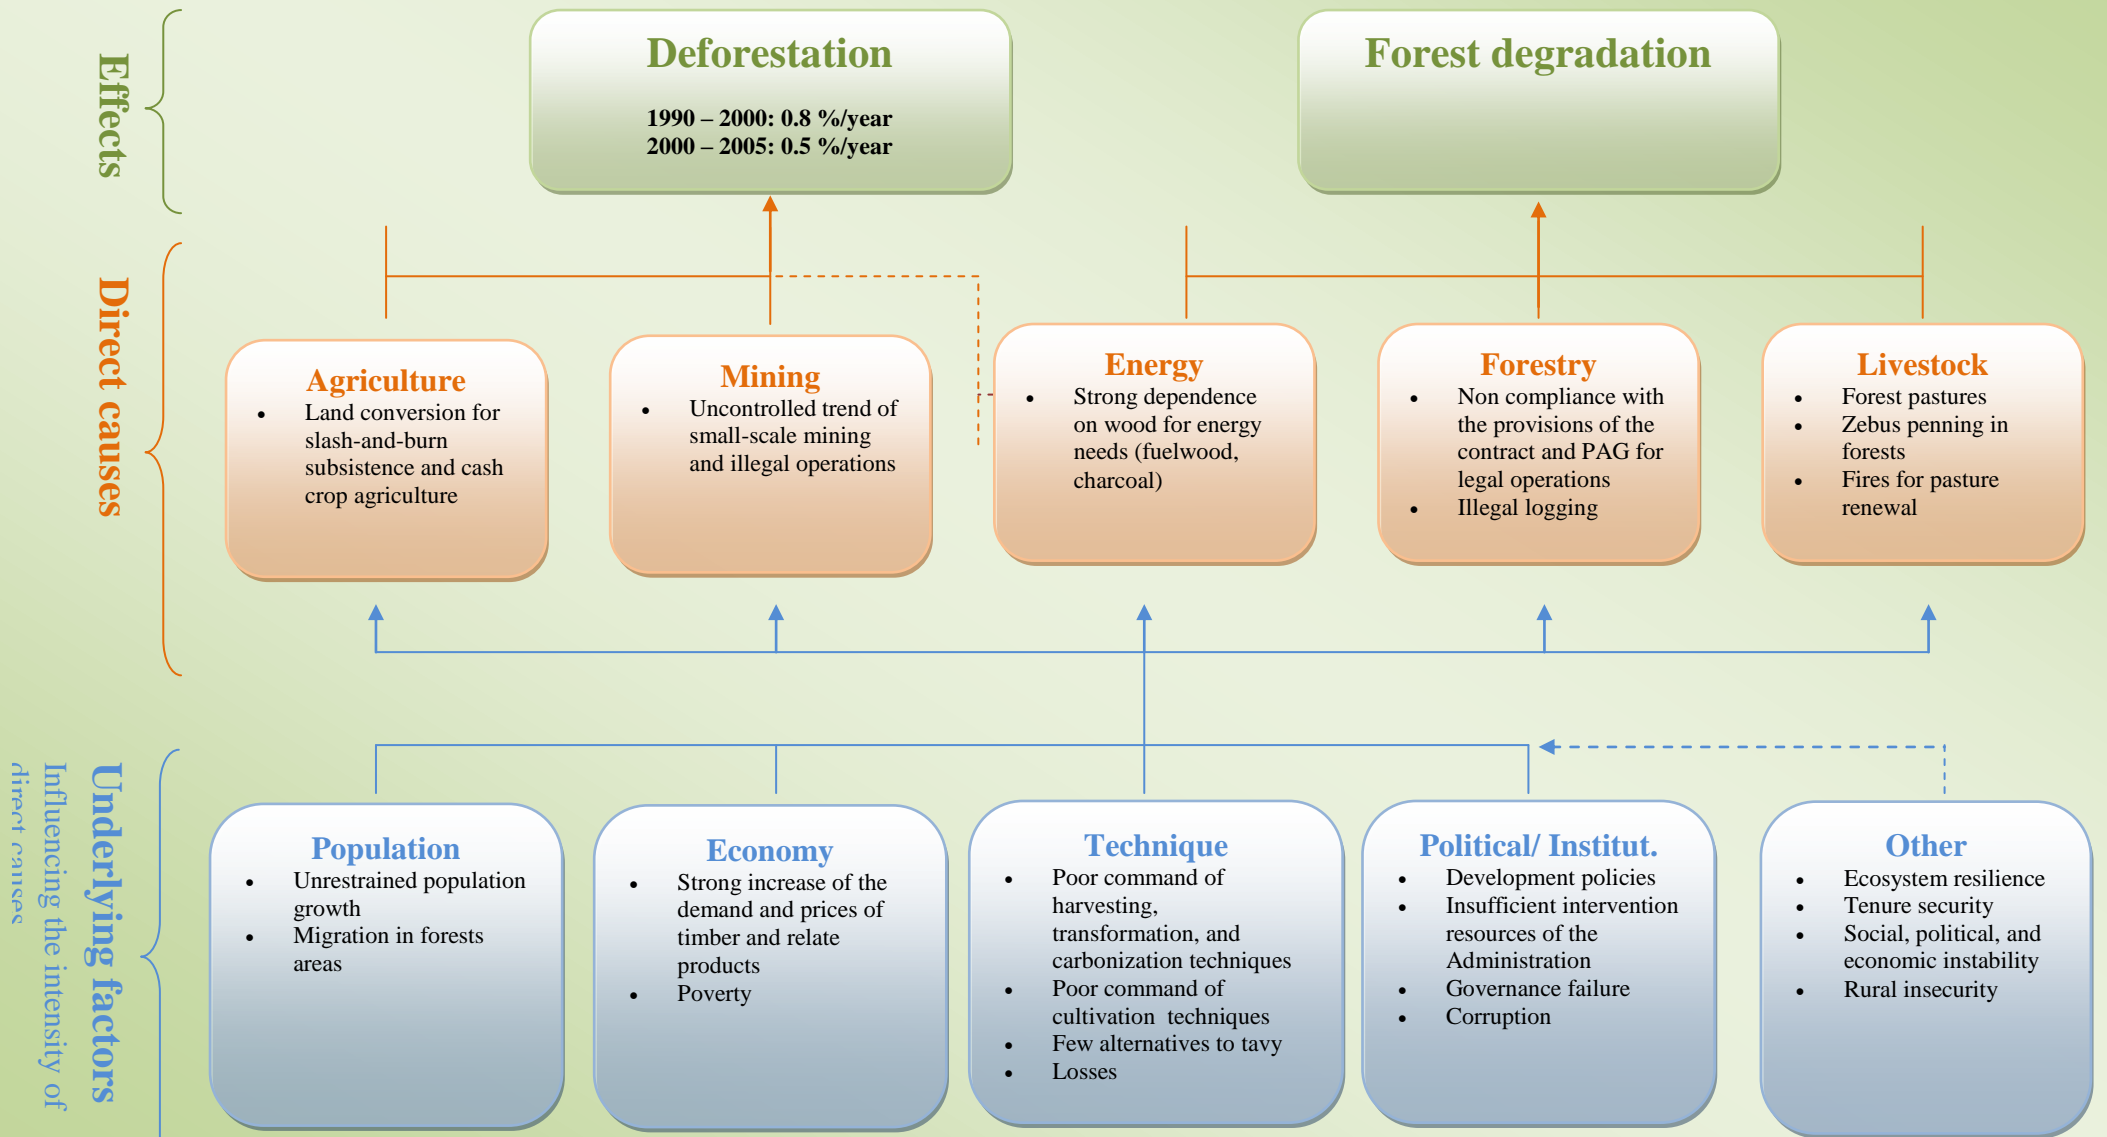 Effects
Deforestation
1990 – 2000: 0.8 %/year
2000 – 2005: 0.5 %/year
Forest degradation
Direct causes
Agriculture
• Land conversion for
slash-and-burn
subsistence and cash
crop agriculture
Mining
• Uncontrolled trend of
small-scale mining
and illegal operations
Energy
• Strong dependence
on wood for energy
needs (fuelwood,
charcoal)
Forestry
• Non compliance with
the provisions of the
contract and PAG for
legal operations
• Illegal logging
Livestock
• Forest pastures
• Zebus penning in
forests
• Fires for pasture
renewal
Underlying factors
Influencing the intensity of
direct causes
Population
• Unrestrained population
growth
• Migration in forests
areas
Economy
• Strong increase of the
demand and prices of
timber and relate
products
• Poverty
Technique
• Poor command of
harvesting,
transformation, and
carbonization techniques
• Poor command of
cultivation techniques
• Few alternatives to tavy
• Losses
Political/ Institut.
• Development policies
• Insufficient intervention
resources of the
Administration
• Governance failure
• Corruption
Other
• Ecosystem resilience
• Tenure security
• Social, political, and
economic instability
• Rural insecurity